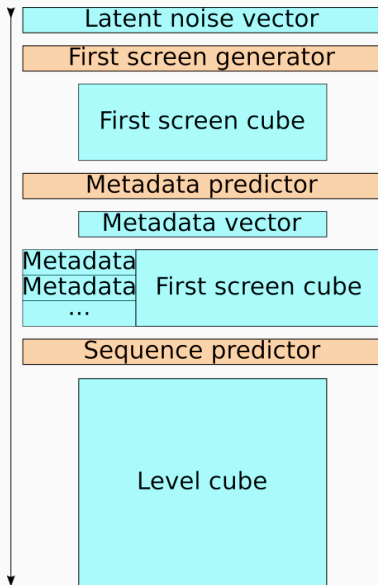 Latent noise vector
First screen generator
First screen cube
Metadata predictor
Metadata vector
Metadata
Metadata
...
First screen cube
Sequence predictor
Level cube